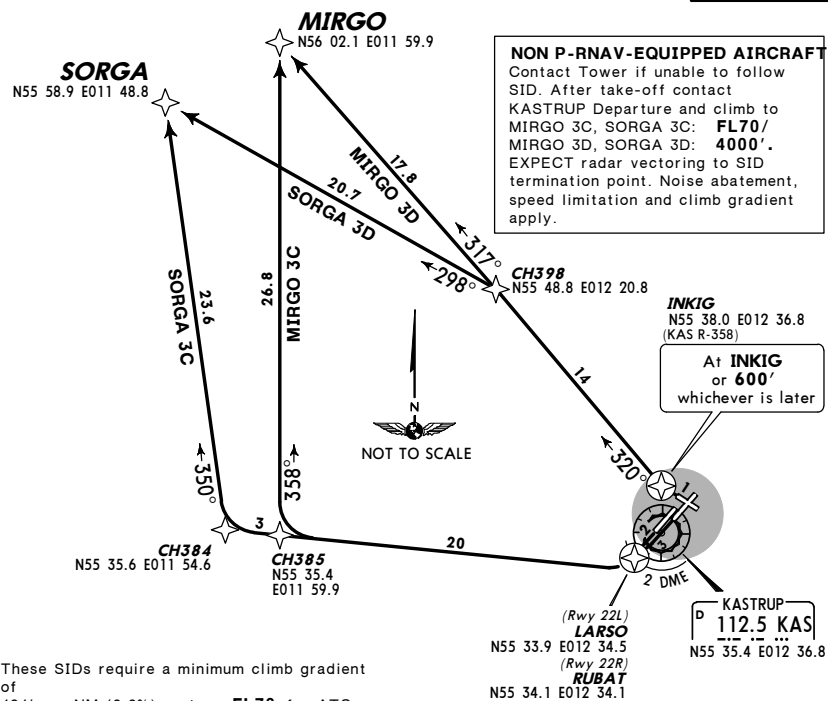 MIRGO
N56 02.1 E011 59.9
SORGA
N55 58.9 E011 48.8
NON P-RNAV-EQUIPPED AIRCRAFT
Contact Tower if unable to follow
SID. After take-off contact
KASTRUP Departure and climb to
MIRGO 3C, SORGA 3C: FL70/
MIRGO 3D, SORGA 3D: 4000'.
EXPECT radar vectoring to SID
termination point. Noise abatement,
speed limitation and climb gradient
apply.
17.8
MIRGO 3D
20.7
SORGA 3D
317°
298°
CH398
N55 48.8 E012 20.8
26.8
MIRGO 3C
23.6
SORGA 3C
INKIG
N55 38.0 E012 36.8
(KAS R-358)
At INKIG
or 600'
whichever is later
14
N
NOT TO SCALE
320°
350°
358°
1
3
20
CH384
N55 35.6 E011 54.6
CH385
N55 35.4
E011 59.9
2 DME
KASTRUP
D 112.5 KAS
N55 35.4 E012 36.8
(Rwy 22L)
LARSO
N55 33.9 E012 34.5
(Rwy 22R)
RUBAT
N55 34.1 E012 34.1
These SIDs require a minimum climb gradient
of